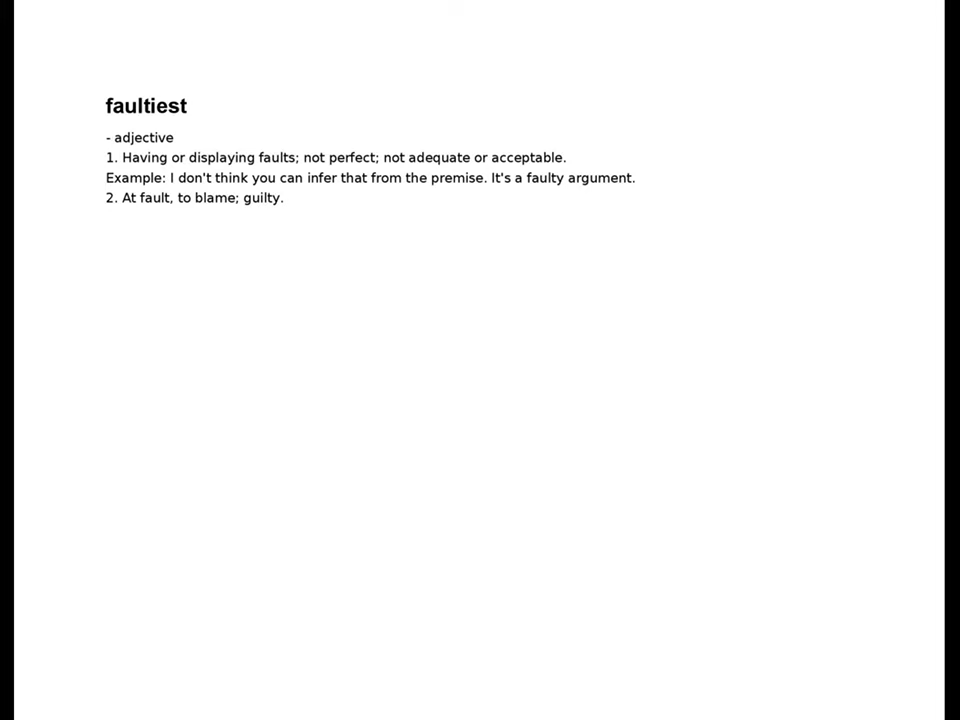 faultiest
- adjective
1. Having or displaying faults; not perfect; not adequate or acceptable.
Example: I don't think you can infer that from the premise. It's a faulty argument.
2. At fault, to blame; guilty.